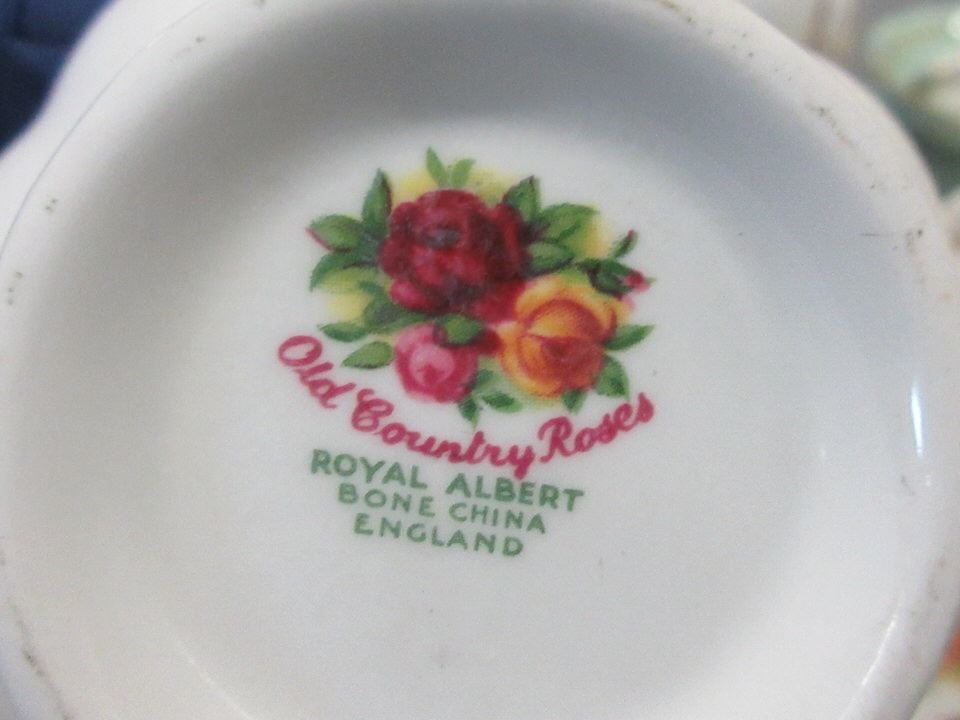 Old Country Roses
ROYAL ALBERT
BONE CHINA
ENGLAND